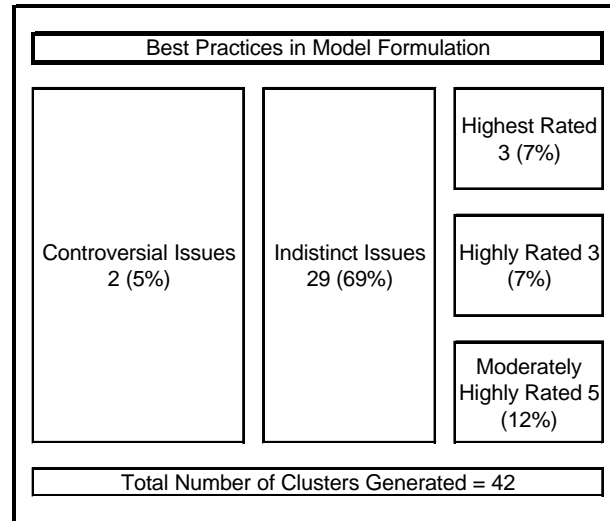 Best Practices in Model Formulation
Controversial Issues
2 (5%)
Indistinct Issues
29 (69%)
Highest Rated
3 (7%)
Highly Rated 3
(7%)
Moderately
Highly Rated 5
(12%)
Total Number of Clusters Generated = 42